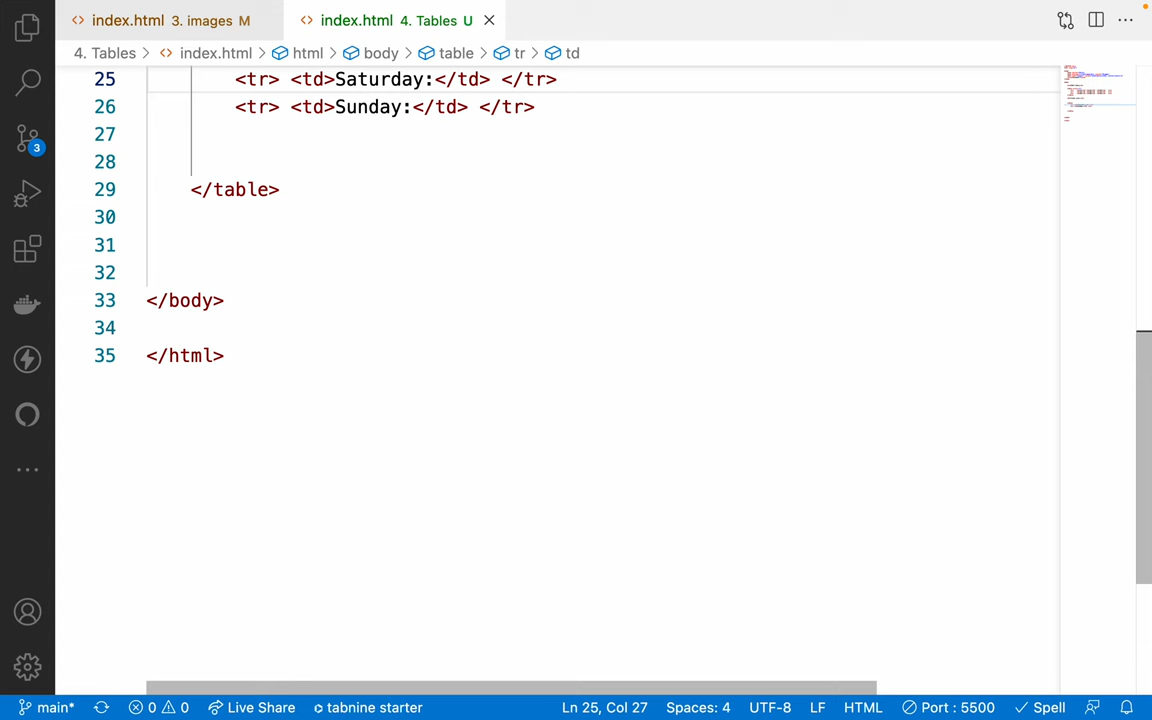 index.html 3. images M
index.html 4. Tables U
4. Tables index.html html body table tr td
25 <tr> <td>Saturday:</td> </tr>
26 <tr> <td>Sunday:</td> </tr>
27
28
29 </table>
30
31
32
33 </body>
34
35 </html>
3
main* 0 0 Live Share tabnine starter Ln 25, Col 27 Spaces: 4 UTF-8 LF HTML Port : 5500 Spell